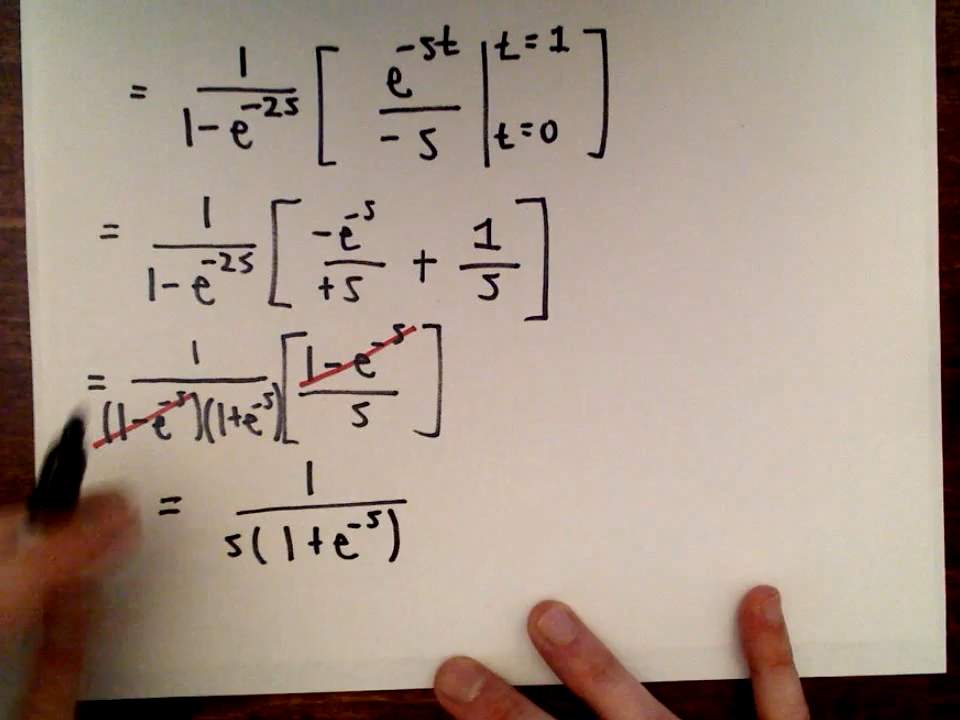 = 1/(1-e^{-2s}) [ e^{-st}/(-s) |_{t=0}^{t=1} ]
= 1/(1-e^{-2s}) [ -e^{-s}/(+s) + 1/s ]
= 1/((1-e^{-s})(1+e^{-s})) [ (1-e^{-s})/s ]
= 1/(s(1+e^{-s}))